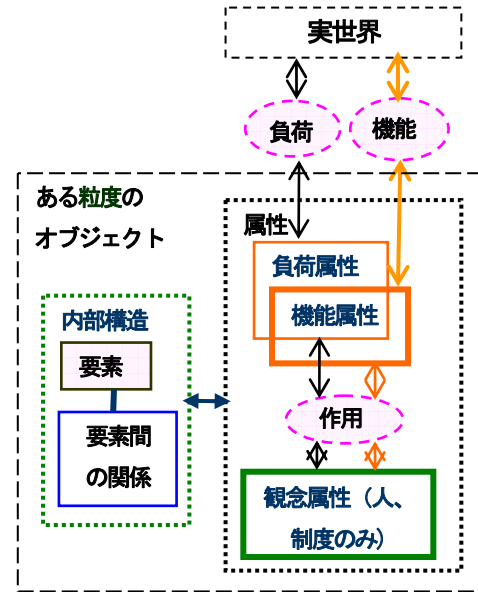 実世界
負荷
機能
ある粒度の
オブジェクト
属性
負荷属性
機能属性
内部構造
要素
要素間
の関係
作用
観念属性（人、
制度のみ）